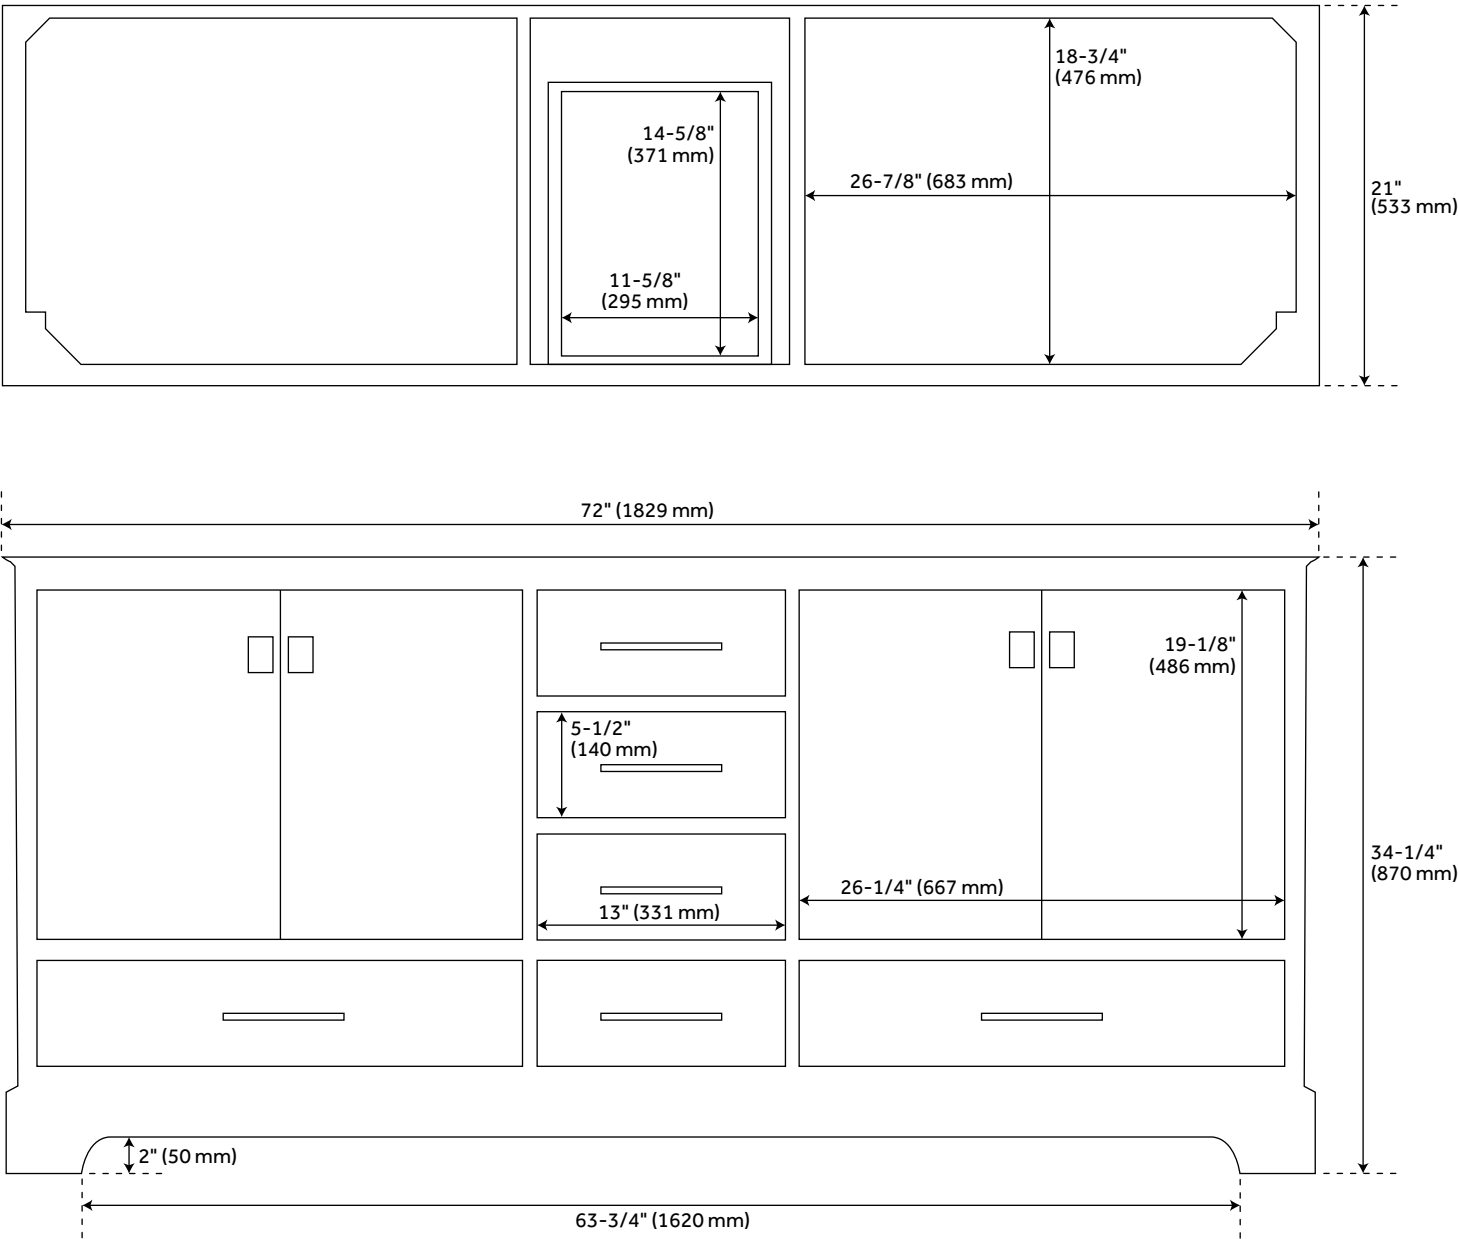 18-3/4"
(476 mm)
14-5/8"
(371 mm)
26-7/8" (683 mm)
21"
(533 mm)
11-5/8"
(295 mm)
72" (1829 mm)
19-1/8"
(486 mm)
5-1/2"
(140 mm)
34-1/4"
(870 mm)
26-1/4" (667 mm)
13" (331 mm)
2" (50 mm)
63-3/4" (1620 mm)